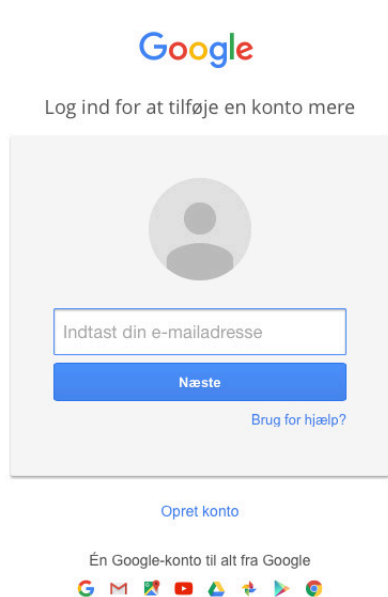 Google
Log ind for at tilføje en konto mere
Indtast din e-mailadresse
Næste
Brug for hjælp?
Opret konto
Én Google-konto til alt fra Google